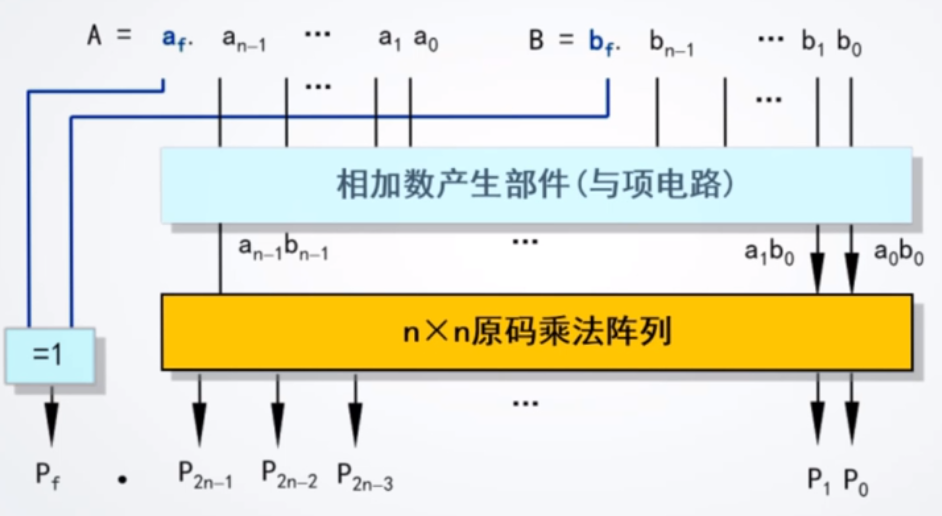 A = a_f. a_{n-1} ... a_1 a_0 B = b_f. b_{n-1} ... b_1 b_0
... ...
相加数产生部件(与项电路)
a_{n-1}b_{n-1} ... a_1b_0 a_0b_0
n×n原码乘法阵列
=1
...
P_f . P_{2n-1} P_{2n-2} P_{2n-3} P_1 P_0